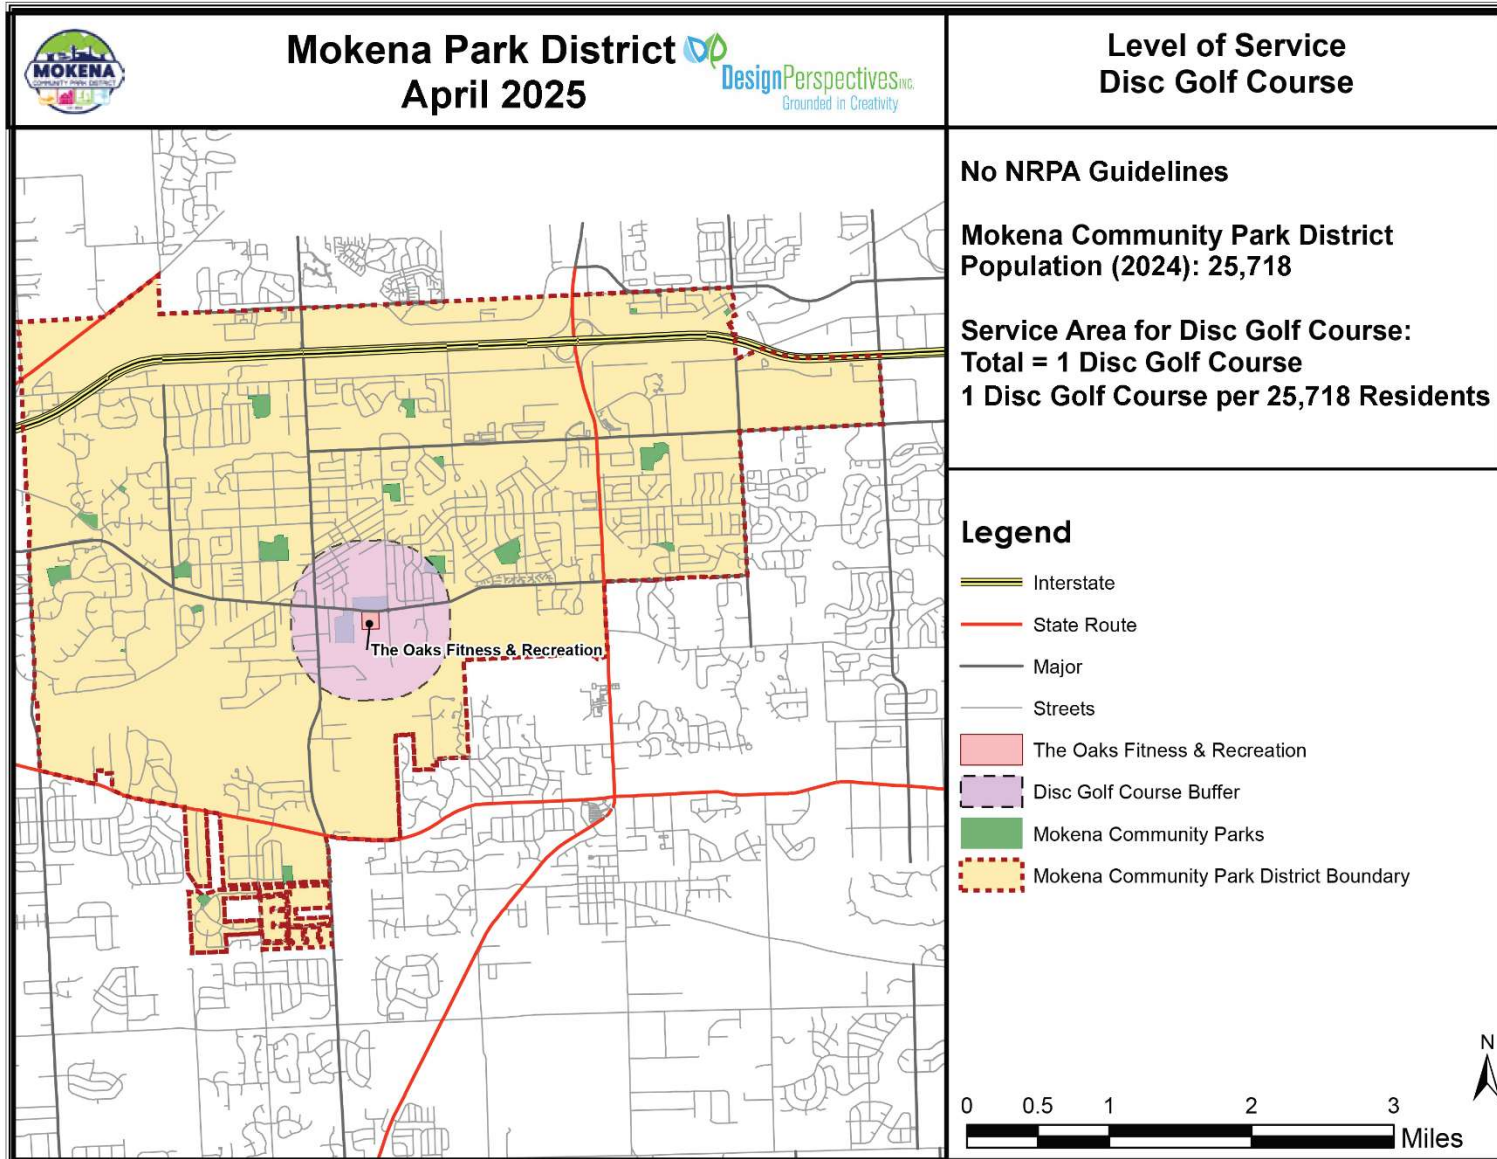 MOKENA
COMMUNITY PARK DISTRICT
Mokena Park District
April 2025
DesignPerspectives INC.
Grounded in Creativity
Level of Service
Disc Golf Course
No NRPA Guidelines
Mokena Community Park District
Population (2024): 25,718
Service Area for Disc Golf Course:
Total = 1 Disc Golf Course
1 Disc Golf Course per 25,718 Residents
The Oaks Fitness & Recreation
Legend
Interstate
State Route
Major
Streets
The Oaks Fitness & Recreation
Disc Golf Course Buffer
Mokena Community Parks
Mokena Community Park District Boundary
N
0 0.5 1 2 3
Miles